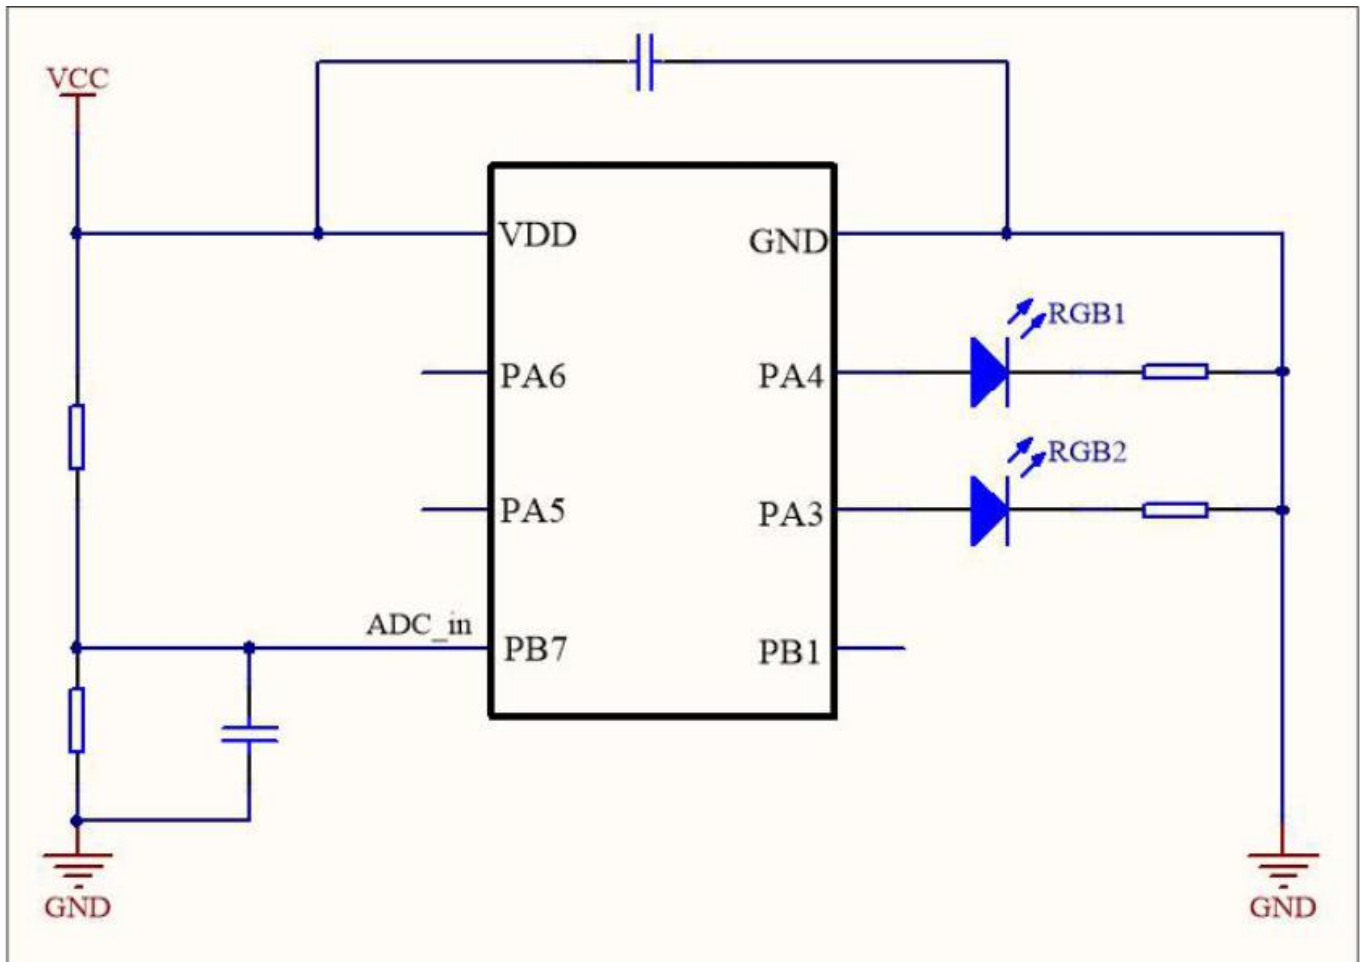 VCC
VDD
GND
RGB1
PA6
PA4
RGB2
PA5
PA3
ADC_in
PB7
PB1
GND
GND